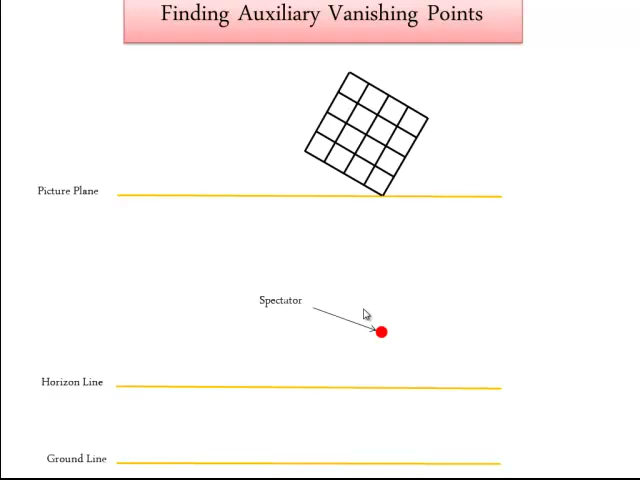 Finding Auxiliary Vanishing Points
Picture Plane
Spectator
Horizon Line
Ground Line